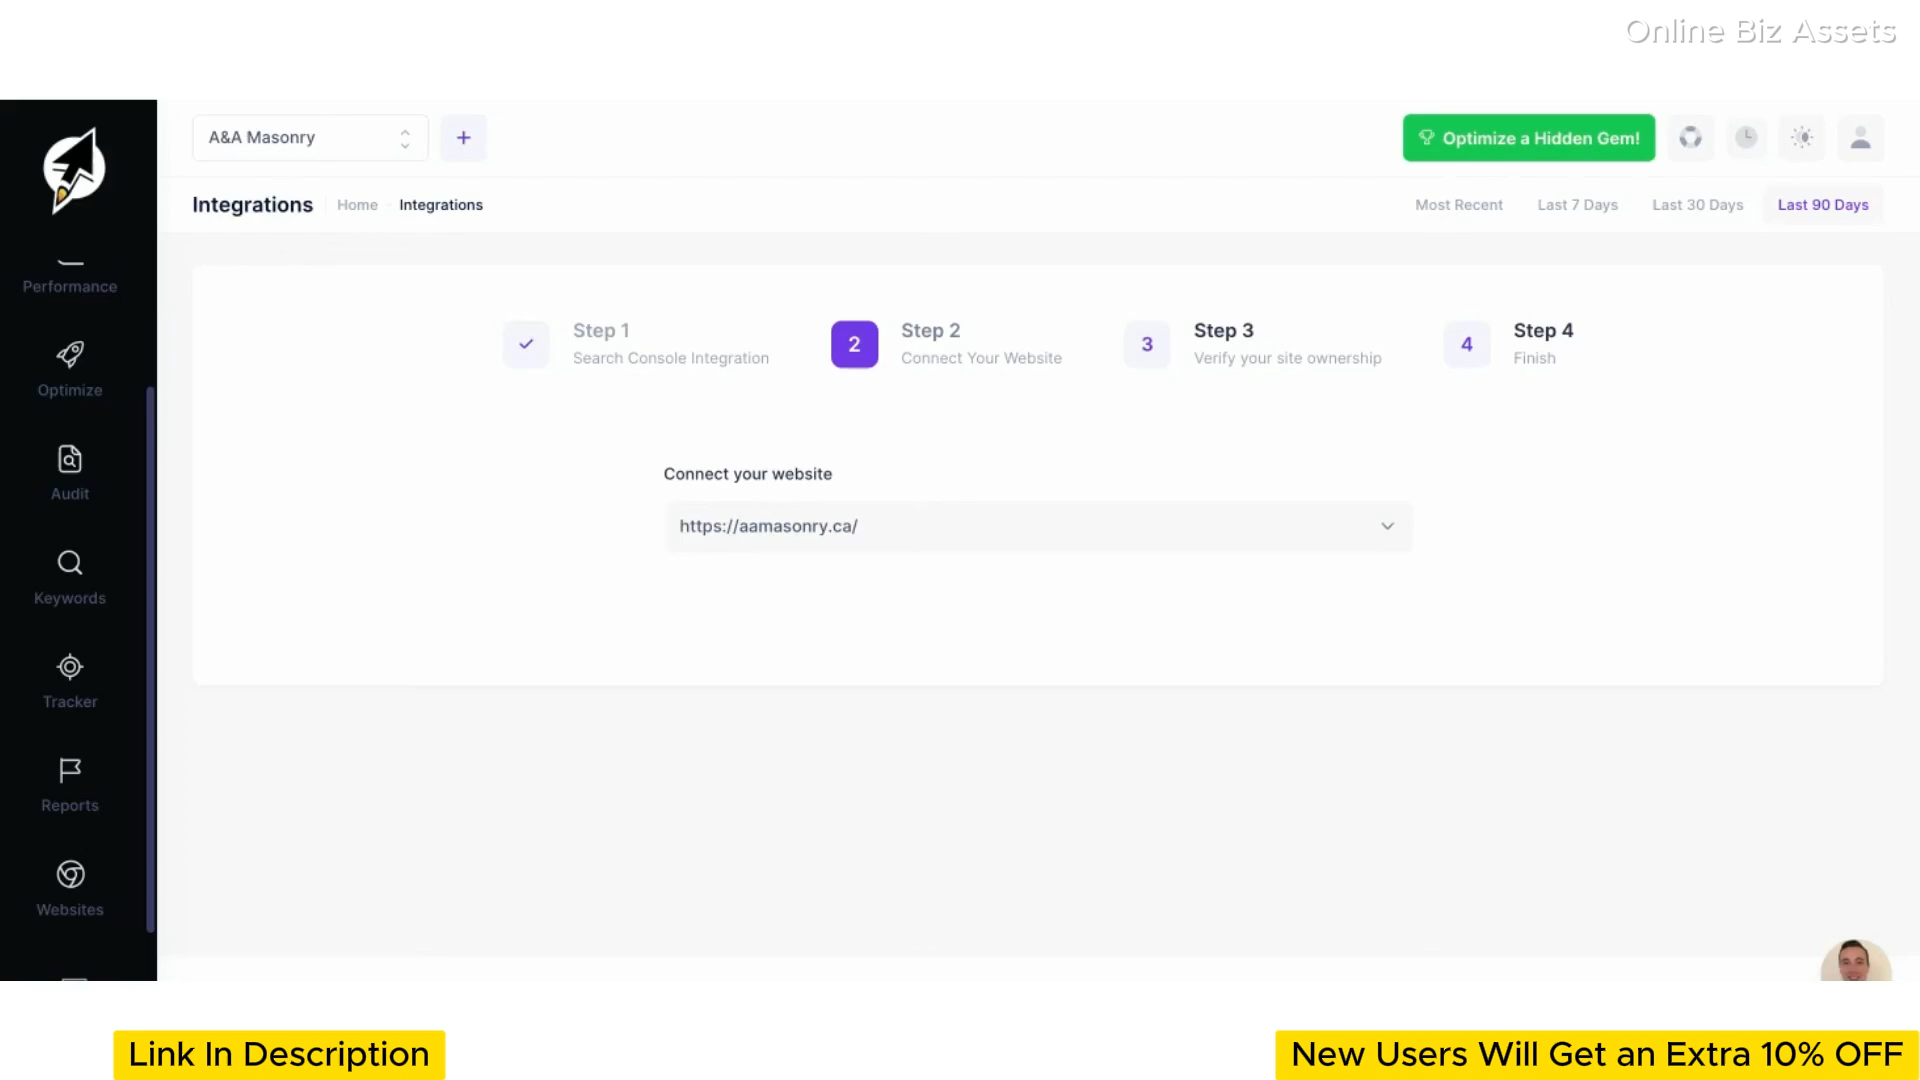 Online Biz Assets
A&A Masonry
+
Optimize a Hidden Gem!
Integrations
Home
Integrations
Most Recent
Last 7 Days
Last 30 Days
Last 90 Days
Performance
Optimize
Audit
Keywords
Tracker
Reports
Websites
Step 1
Search Console Integration
2
Step 2
Connect Your Website
3
Step 3
Verify your site ownership
4
Step 4
Finish
Connect your website
https://aamasonry.ca/
Link In Description
New Users Will Get an Extra 10% OFF